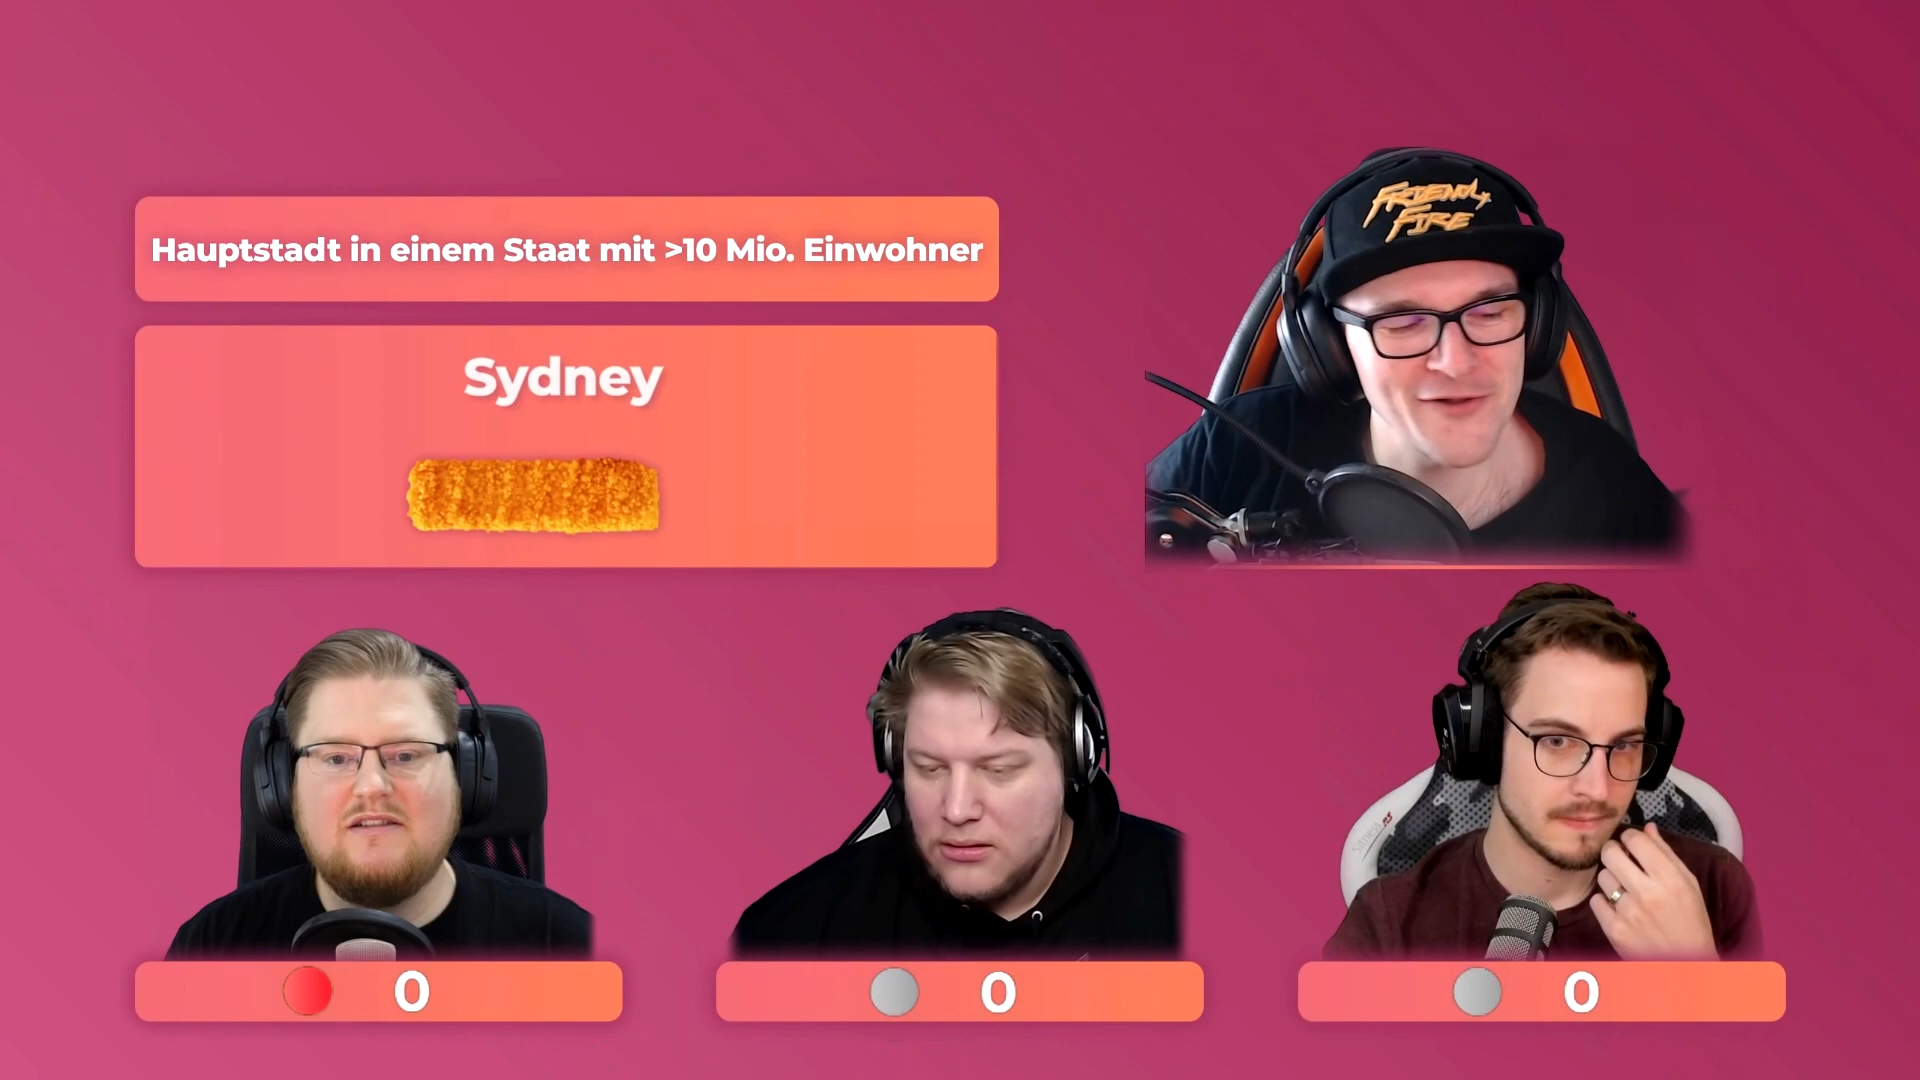 Hauptstadt in einem Staat mit >10 Mio. Einwohner
Sydney
FRIENDLY
FIRE
0
0
0